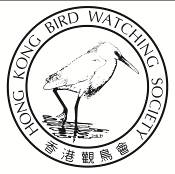 HONG KONG BIRD WATCHING SOCIETY
香港觀鳥會